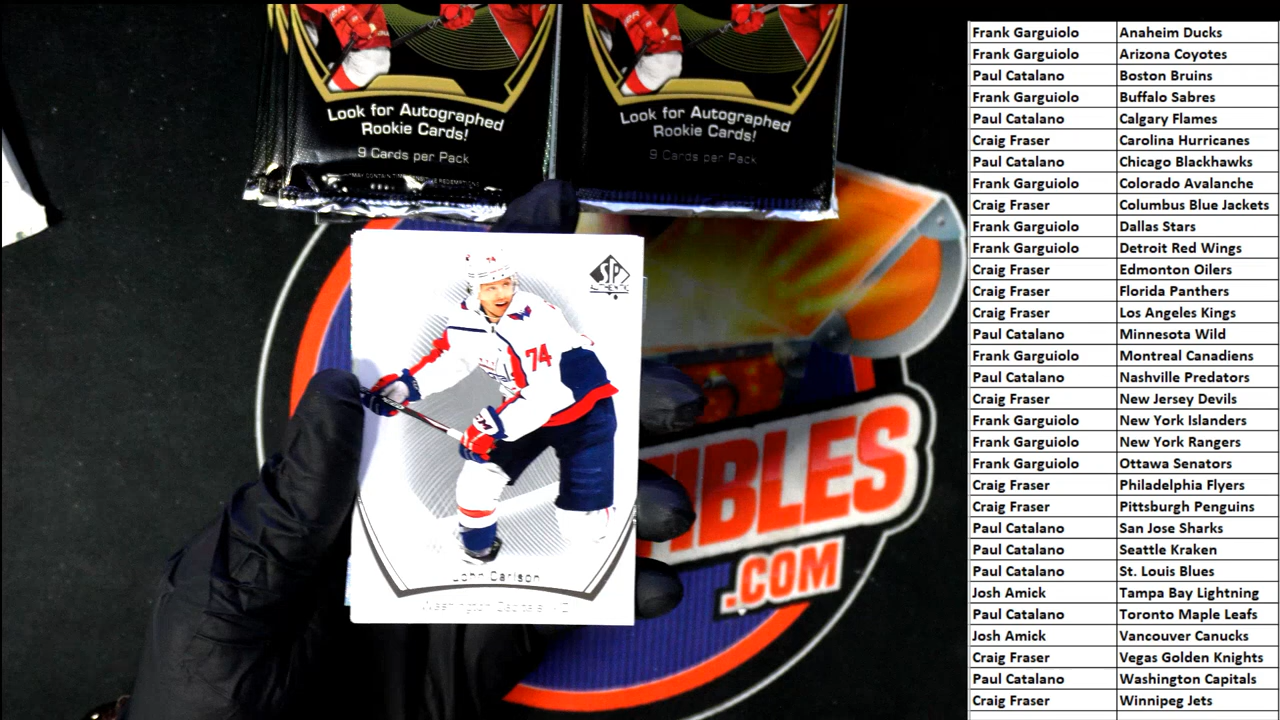 Look for Autographed
Rookie Cards!
9 Cards per Pack
Look for Autographed
Rookie Cards!
9 Cards per Pack
74
SP
AUTHENTIC
74
CCM
John Carlson
Washington Capitals · D
IBLES
.COM
Frank Garguiolo Anaheim Ducks
Frank Garguiolo Arizona Coyotes
Paul Catalano Boston Bruins
Frank Garguiolo Buffalo Sabres
Paul Catalano Calgary Flames
Craig Fraser Carolina Hurricanes
Paul Catalano Chicago Blackhawks
Frank Garguiolo Colorado Avalanche
Craig Fraser Columbus Blue Jackets
Frank Garguiolo Dallas Stars
Frank Garguiolo Detroit Red Wings
Craig Fraser Edmonton Oilers
Craig Fraser Florida Panthers
Craig Fraser Los Angeles Kings
Paul Catalano Minnesota Wild
Frank Garguiolo Montreal Canadiens
Paul Catalano Nashville Predators
Craig Fraser New Jersey Devils
Frank Garguiolo New York Islanders
Frank Garguiolo New York Rangers
Frank Garguiolo Ottawa Senators
Craig Fraser Philadelphia Flyers
Craig Fraser Pittsburgh Penguins
Paul Catalano San Jose Sharks
Paul Catalano Seattle Kraken
Paul Catalano St. Louis Blues
Josh Amick Tampa Bay Lightning
Paul Catalano Toronto Maple Leafs
Josh Amick Vancouver Canucks
Craig Fraser Vegas Golden Knights
Paul Catalano Washington Capitals
Craig Fraser Winnipeg Jets